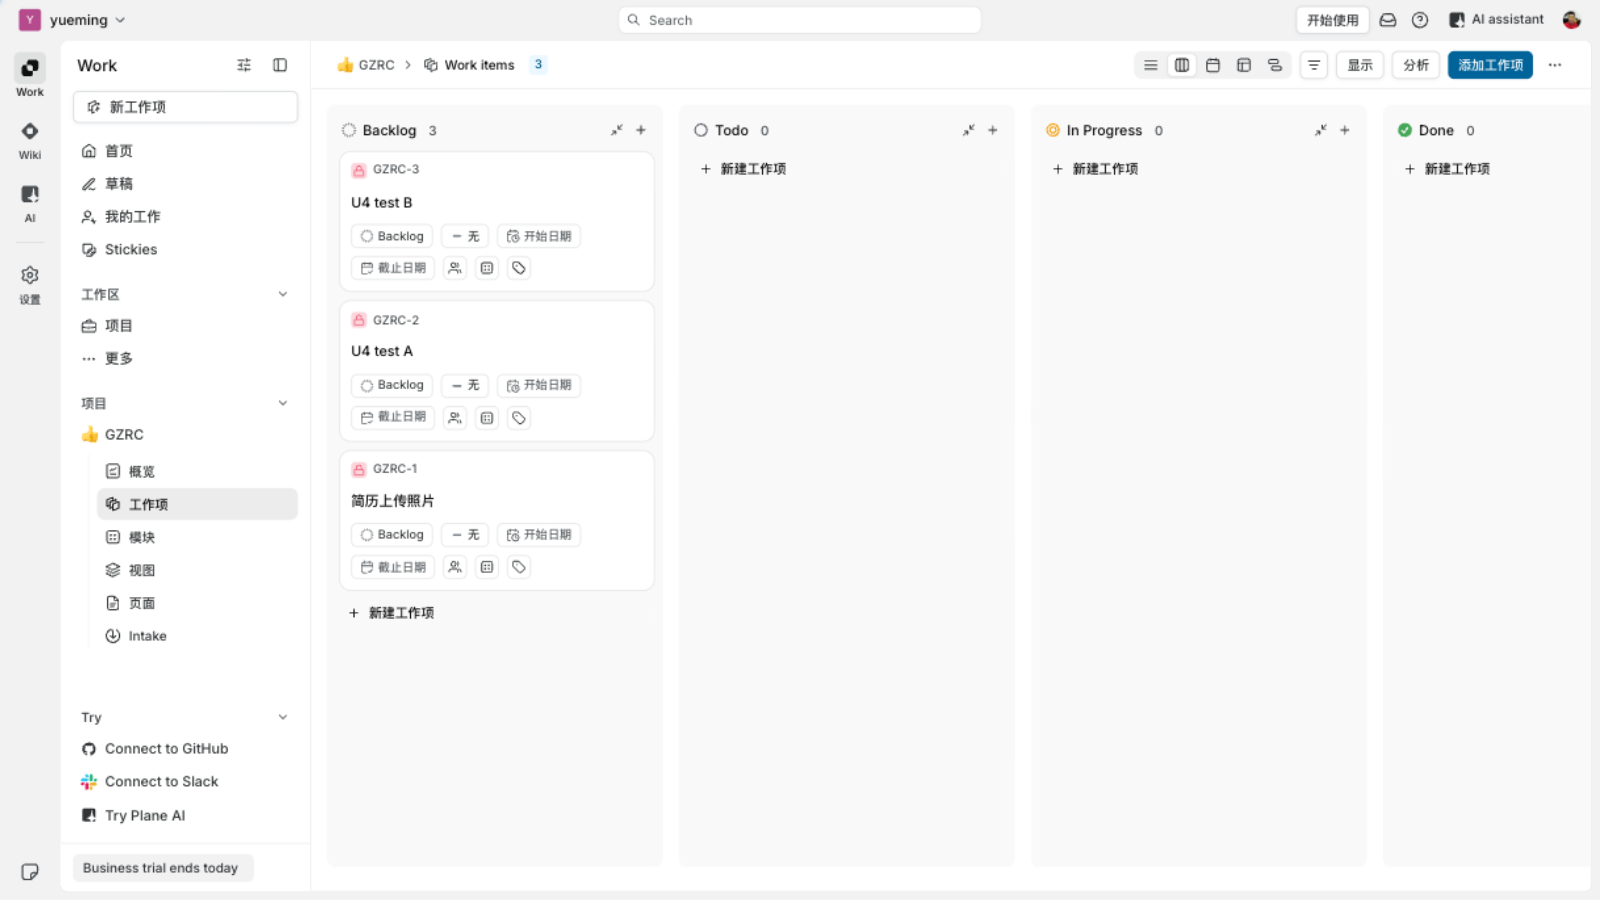 Y yueming
Search
开始使用
AI assistant
Work
Wiki
AI
设置
Work
新工作项
首页
草稿
我的工作
Stickies
工作区
项目
更多
项目
GZRC
概览
工作项
模块
视图
页面
Intake
Try
Connect to GitHub
Connect to Slack
Try Plane AI
Business trial ends today
GZRC
Work items 3
显示
分析
添加工作项
Backlog 3
GZRC-3
U4 test B
Backlog 无 开始日期
截止日期
GZRC-2
U4 test A
Backlog 无 开始日期
截止日期
GZRC-1
简历上传照片
Backlog 无 开始日期
截止日期
新建工作项
Todo 0
新建工作项
In Progress 0
新建工作项
Done 0
新建工作项